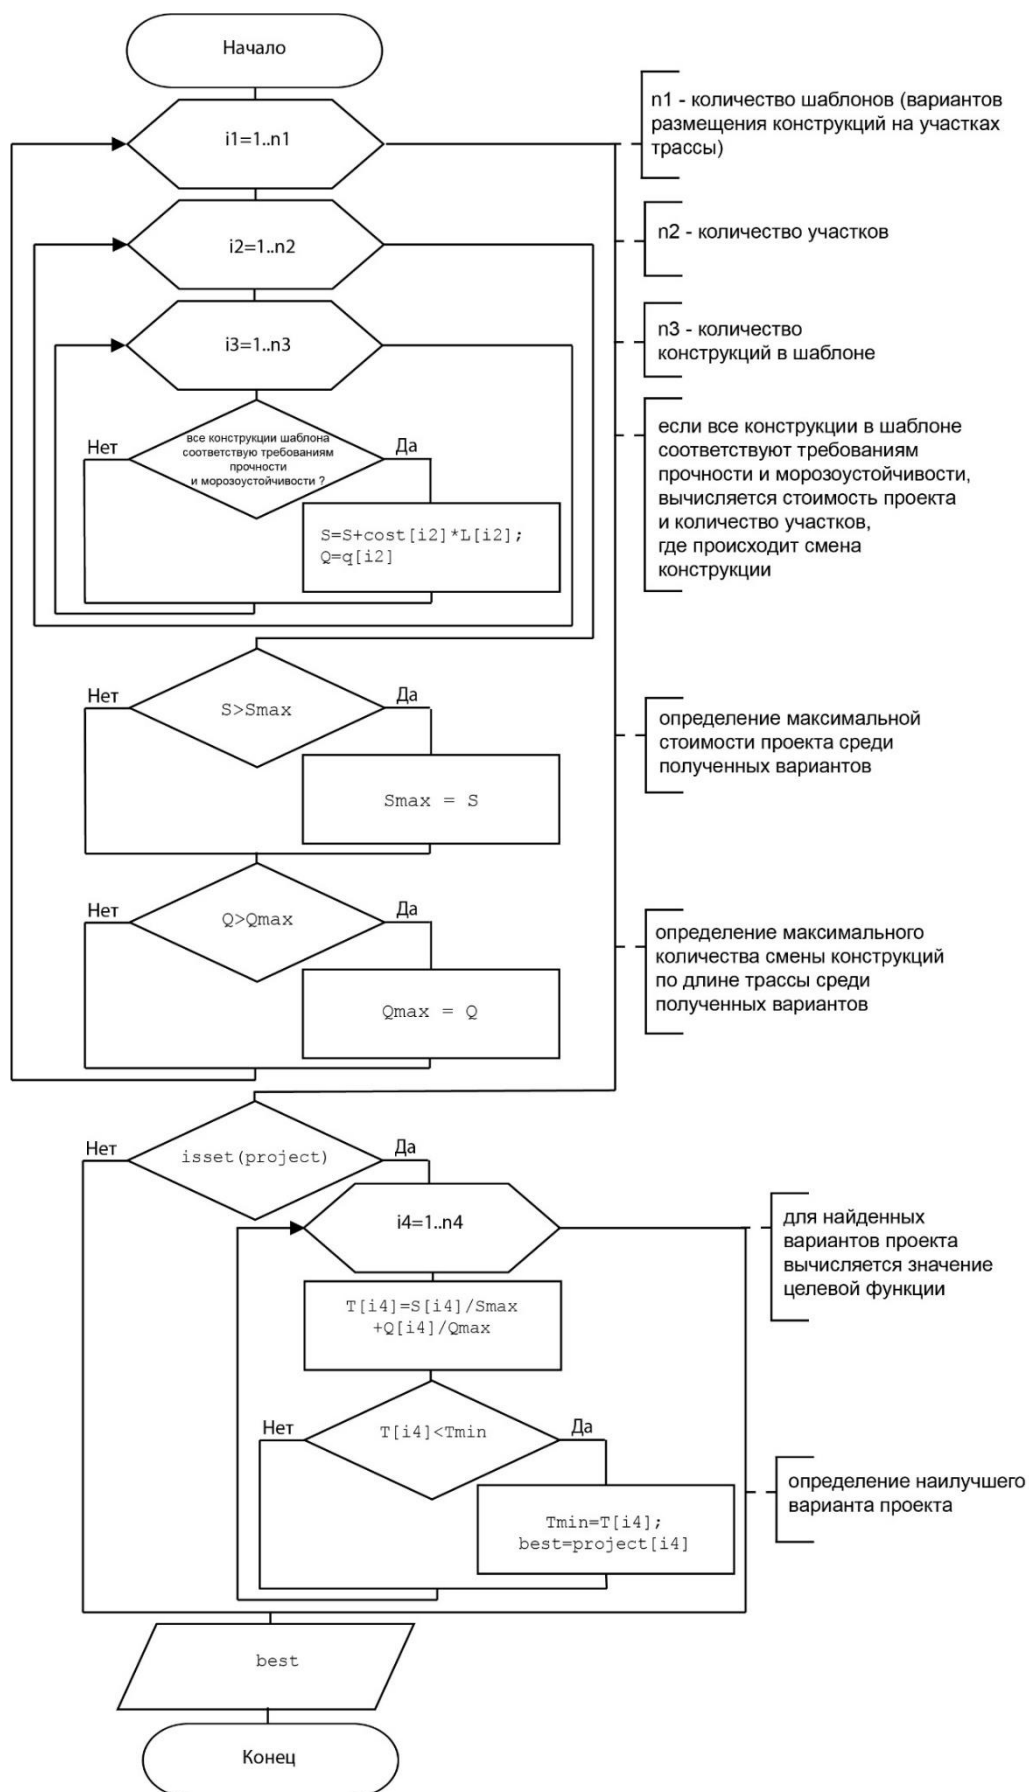 Начало
i1=1..n1
n1 - количество шаблонов (вариантов
размещения конструкций на участках
трассы)
i2=1..n2
n2 - количество участков
i3=1..n3
n3 - количество
конструкций в шаблоне
Нет
все конструкции шаблона
соответствую требованиям
прочности
и морозоустойчивости ?
Да
если все конструкции в шаблоне
соответствуют требованиям
прочности и морозоустойчивости,
вычисляется стоимость проекта
и количество участков,
где происходит смена
конструкции
S=S+cost[i2]*L[i2];
Q=q[i2]
Нет
S>Smax
Да
определение максимальной
стоимости проекта среди
полученных вариантов
Smax = S
Нет
Q>Qmax
Да
определение максимального
количества смены конструкций
по длине трассы среди
полученных вариантов
Qmax = Q
Нет
isset(project)
Да
i4=1..n4
для найденных
вариантов проекта
вычисляется значение
целевой функции
T[i4]=S[i4]/Smax
+Q[i4]/Qmax
Нет
T[i4]<Tmin
Да
определение наилучшего
варианта проекта
Tmin=T[i4];
best=project[i4]
best
Конец